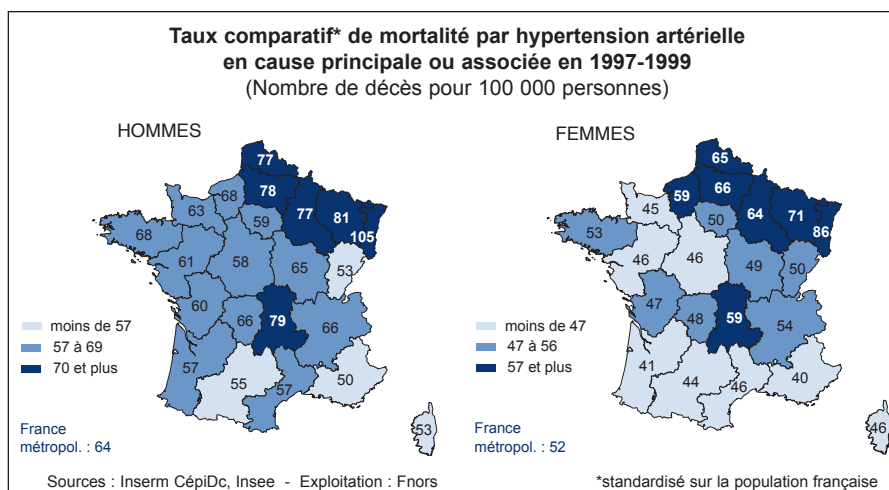 Taux comparatif* de mortalité par hypertension artérielle
en cause principale ou associée en 1997-1999
(Nombre de décès pour 100 000 personnes)
HOMMES
77
78
68
63
59
77
81
105
68
61
58
65
53
60
66
79
66
57
55
57
50
53
moins de 57
57 à 69
70 et plus
France
métropol. : 64
FEMMES
65
59
66
45
50
64
71
86
53
46
46
49
50
47
48
59
54
41
44
46
40
46
moins de 47
47 à 56
57 et plus
France
métropol. : 52
Sources : Inserm CépiDc, Insee - Exploitation : Fnors
*standardisé sur la population française